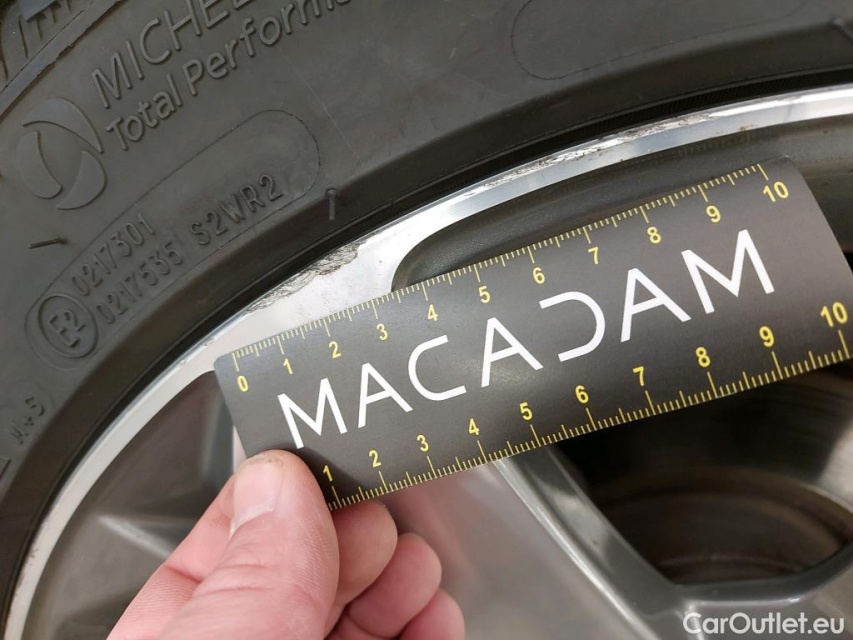 Total Performa
0217301
0217535 S2WR2
E2
0 1 2 3 4 5 6 7 8 9 10
MACADAM
1 2 3 4 5 6 7 8 9 10
CarOutlet.eu